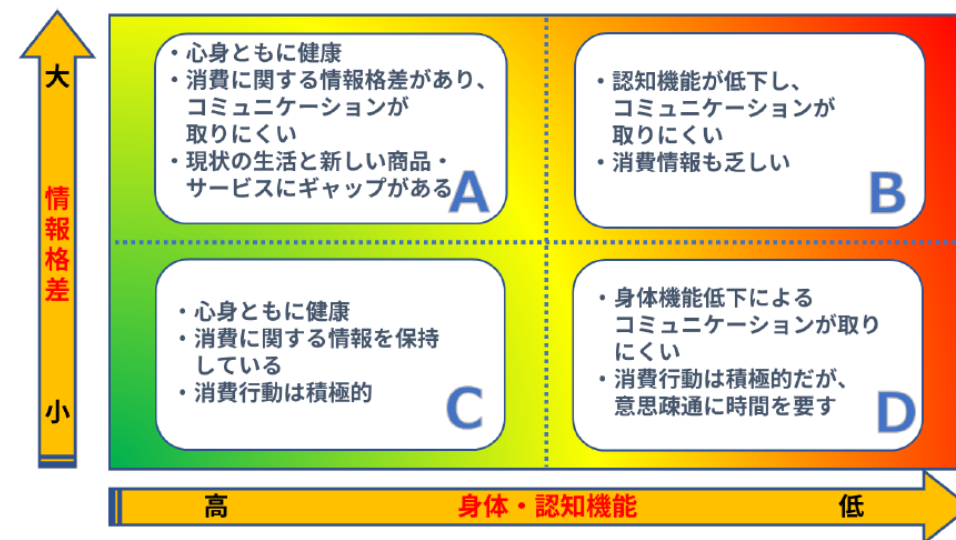 大
情報格差
小
・心身ともに健康
・消費に関する情報格差があり、
コミュニケーションが
取りにくい
・現状の生活と新しい商品・
サービスにギャップがある
A
・認知機能が低下し、
コミュニケーションが
取りにくい
・消費情報も乏しい
B
・心身ともに健康
・消費に関する情報を保持
している
・消費行動は積極的
C
・身体機能低下による
コミュニケーションが取り
にくい
・消費行動は積極的だが、
意思疎通に時間を要す
D
高
身体・認知機能
低